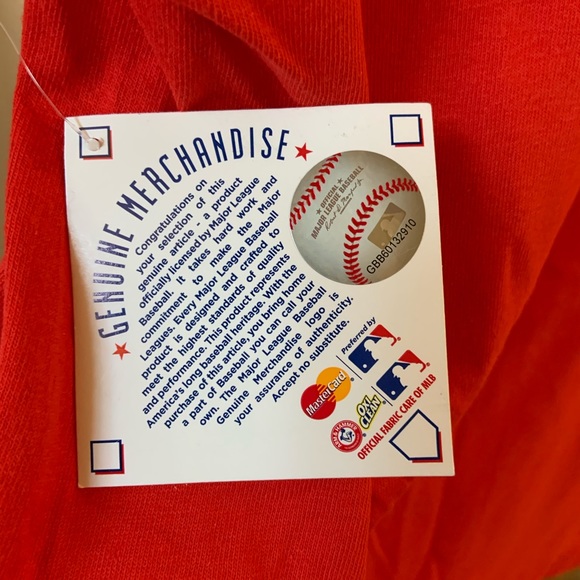 GENUINE MERCHANDISE
Congratulations on
your selection of this
genuine article - a product
officially licensed by Major League
Baseball. It takes hard work and
commitment to make the Major
Leagues. Every Major League Baseball
product is designed and crafted to
meet the highest standards of quality
and performance. This product represents
America's long baseball heritage. With the
purchase of this article, you bring home
a part of Baseball you can call your
own. The Major League Baseball
Genuine Merchandise logo is
your assurance of authenticity.
Accept no substitute.
OFFICIAL
MAJOR LEAGUE BASEBALL
GBB60132910
Preferred by
MasterCard
ARM & HAMMER
OXI
CLEAN
OFFICIAL FABRIC CARE OF MLB